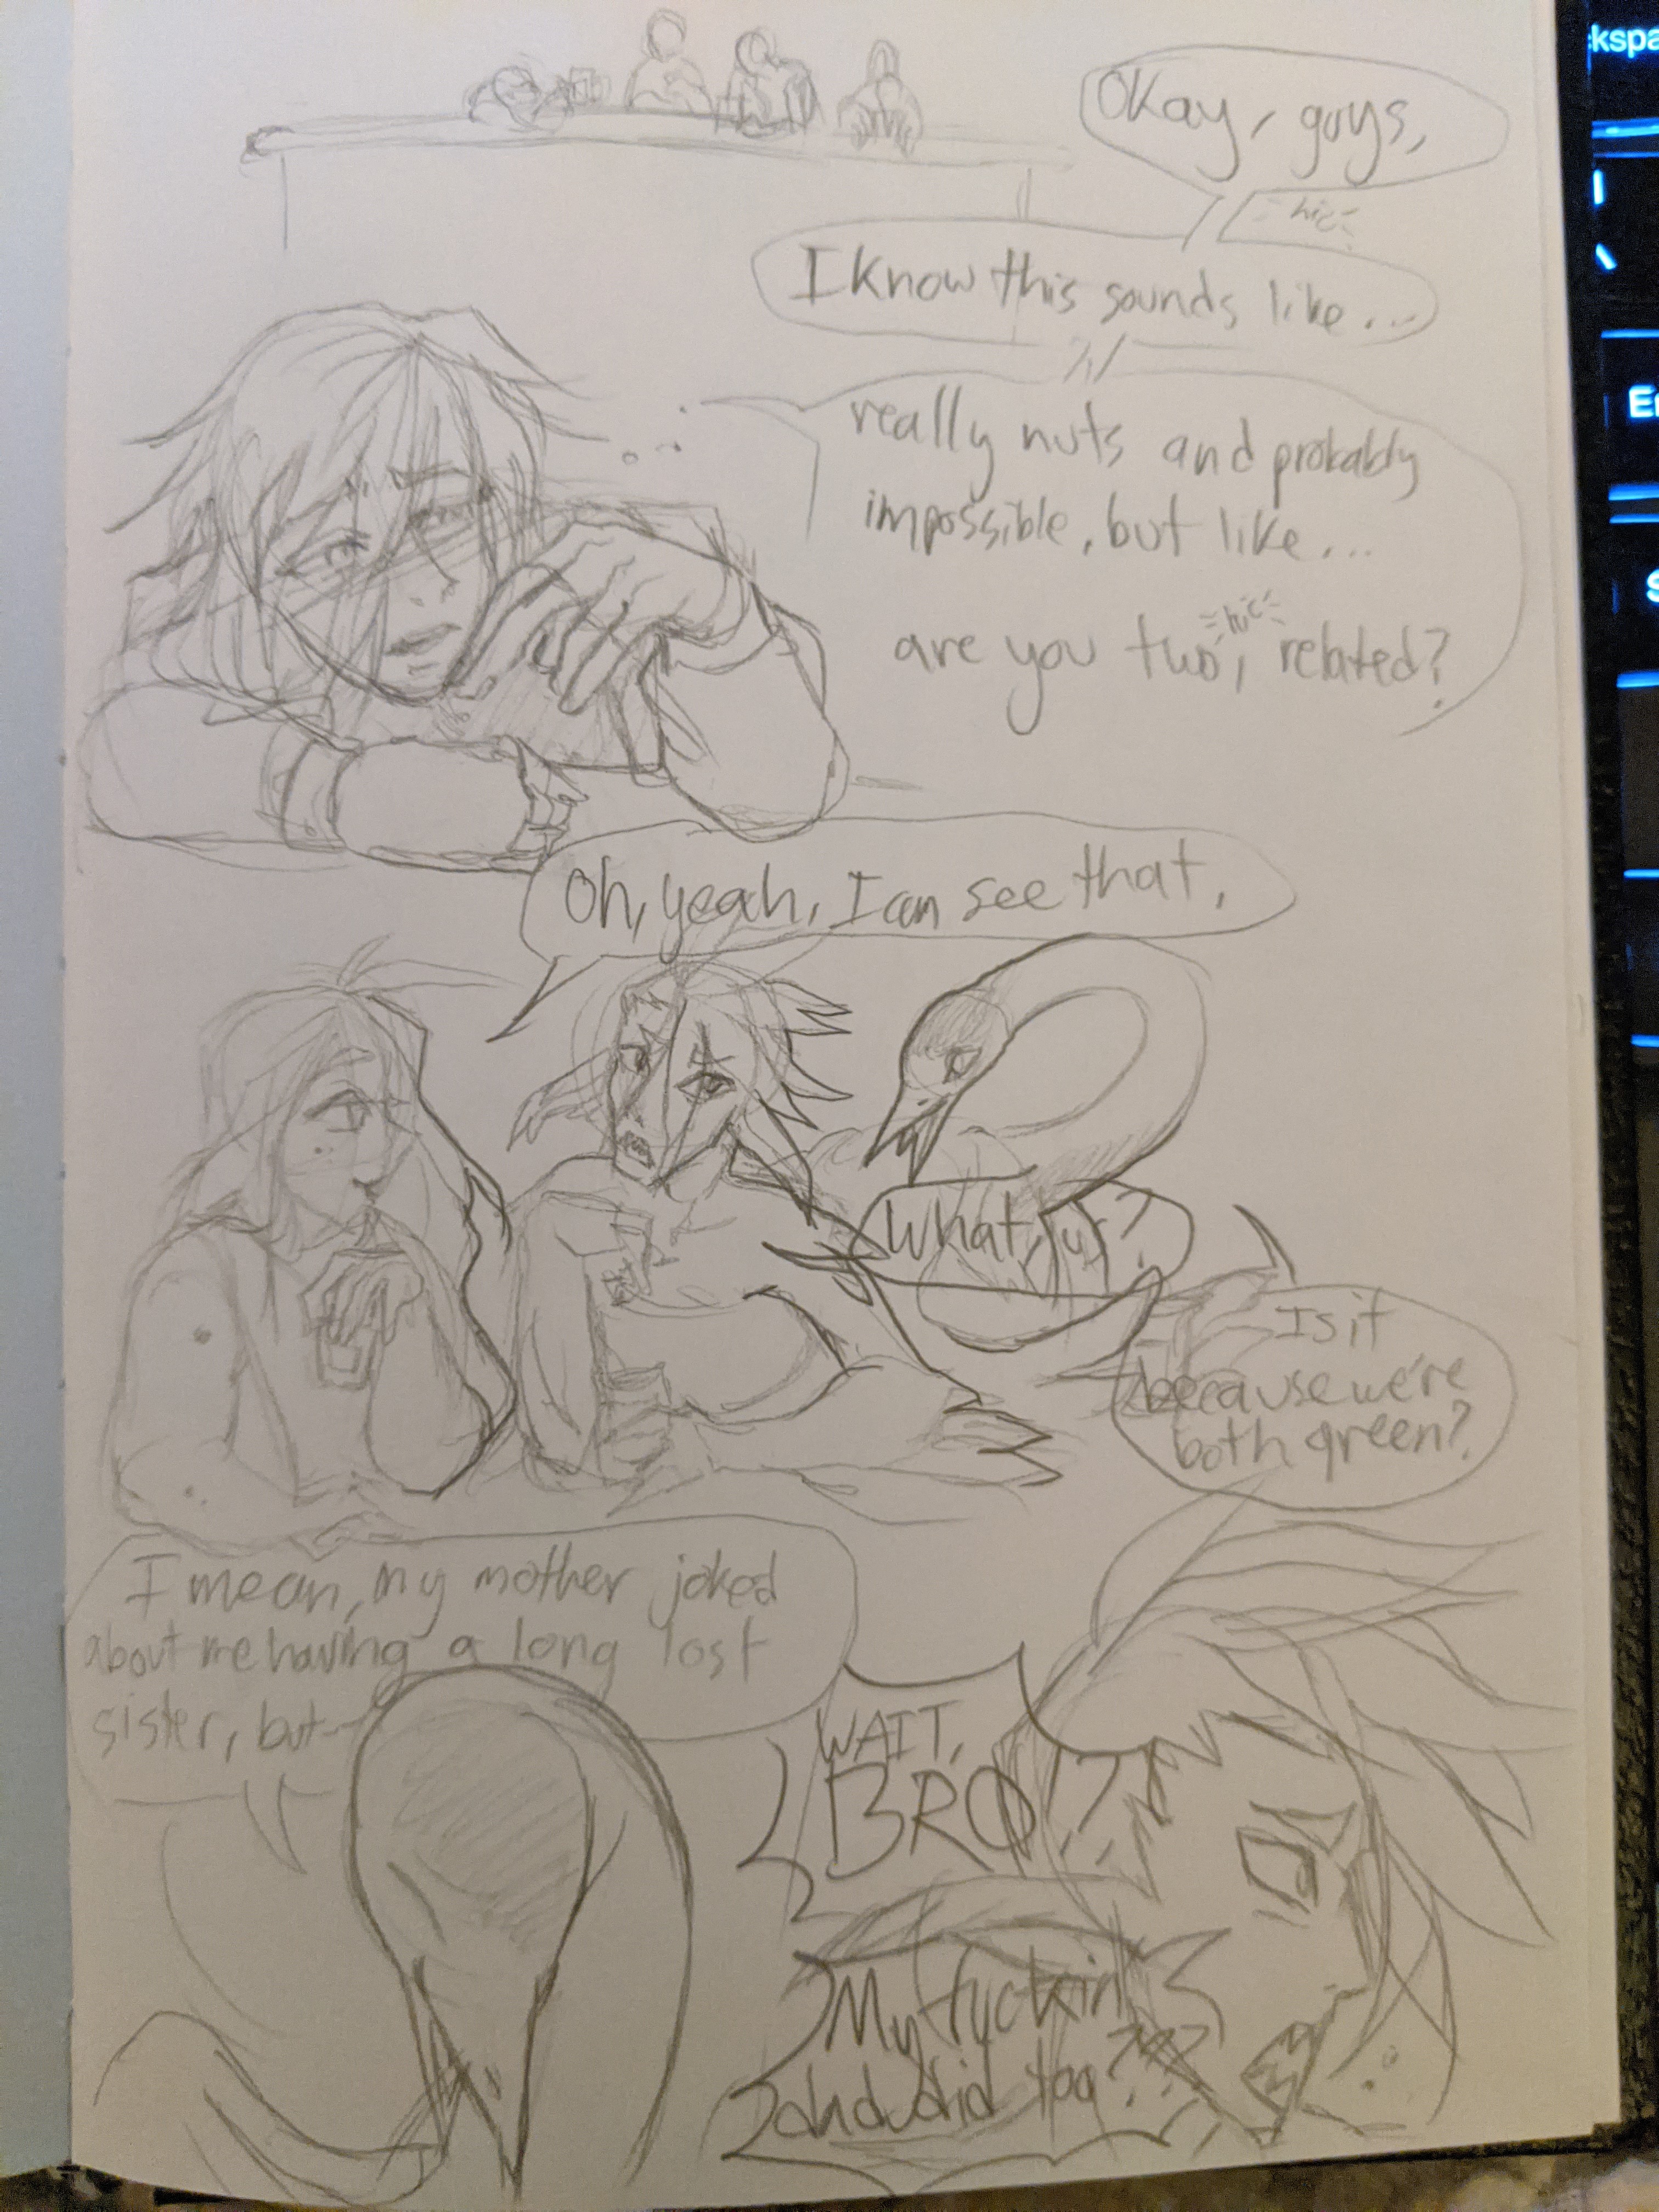 Okay, guys,
hic
I know this sounds like...
really nuts and probably
impossible, but like...
hic
are you two, related?
Oh, yeah, I can see that.
What, us?
Is it
because we're
both green?
I mean, my mother joked
about me having a long lost
sister, but--
WAIT,
BRO!?
My fuckin'
dad did too????
kspa